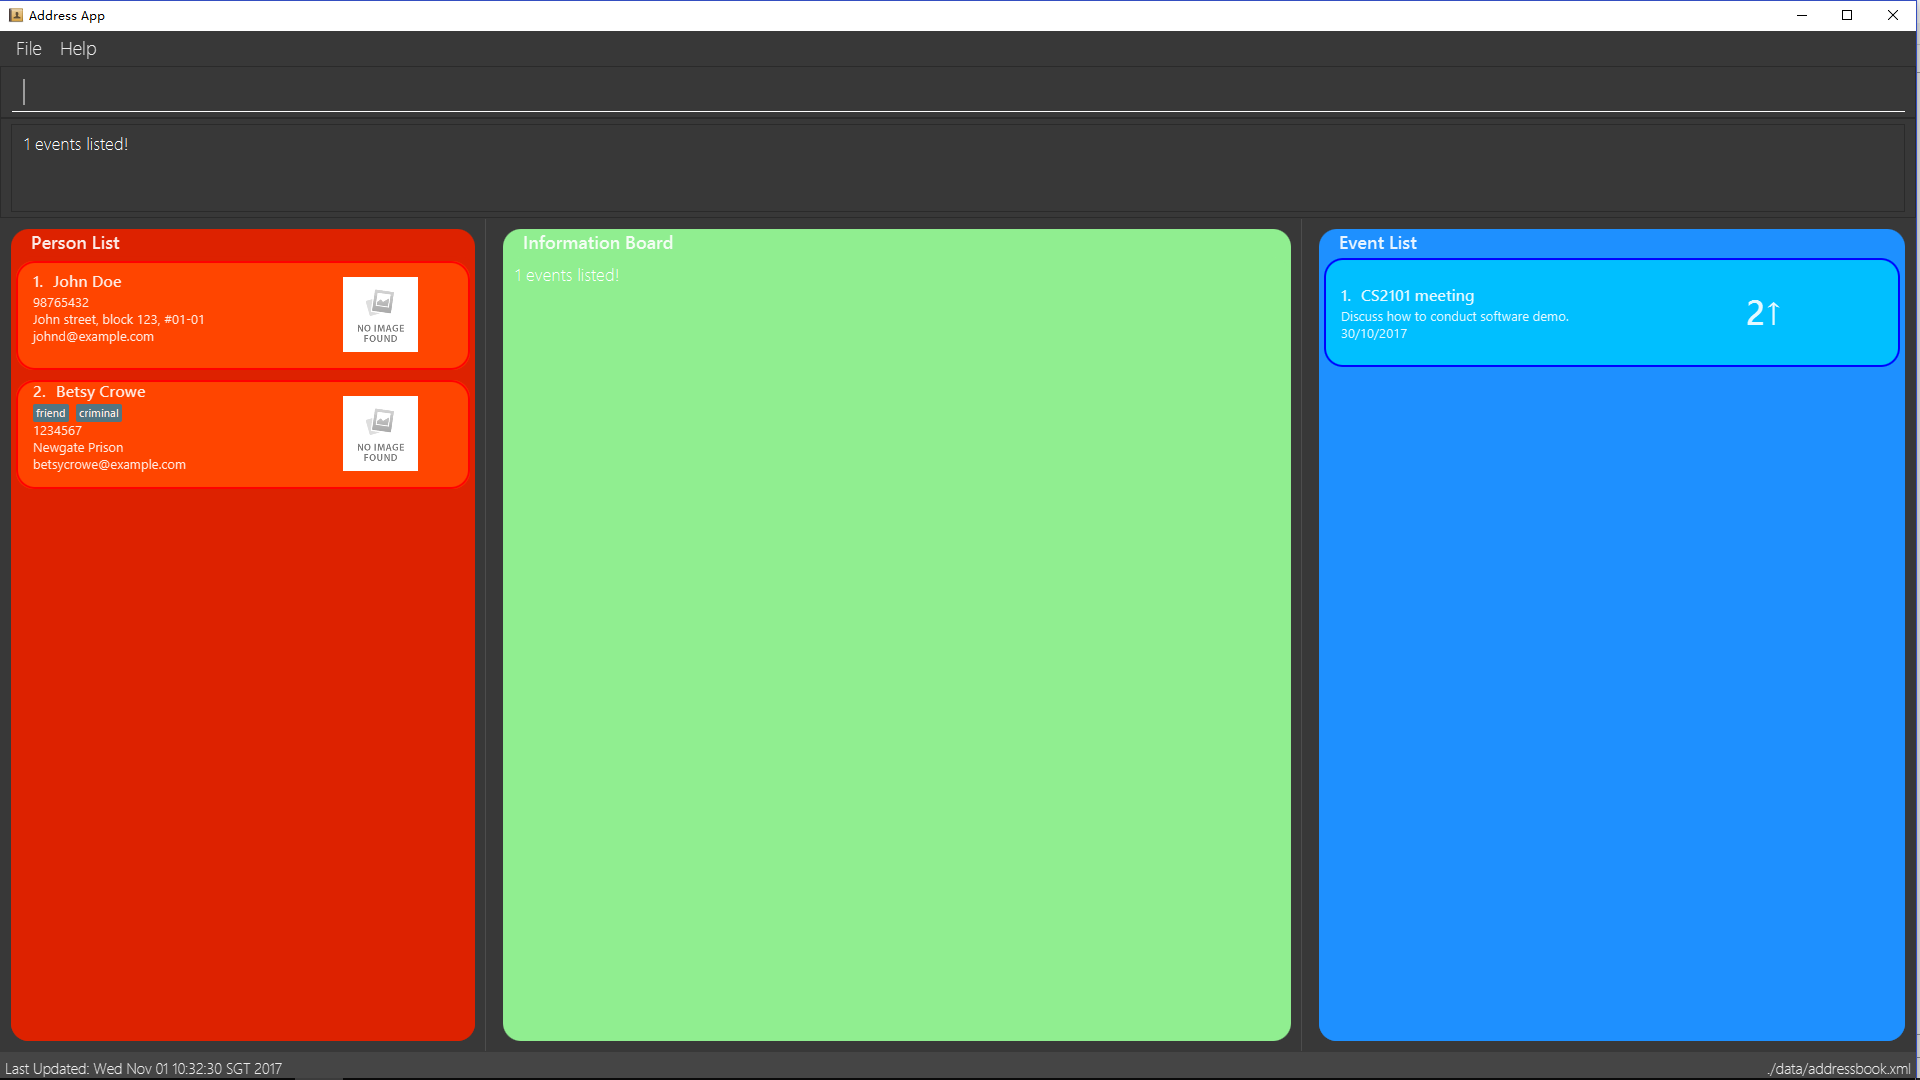 Address App
File Help
1 events listed!
Person List
1. John Doe
98765432
John street, block 123, #01-01
johnd@example.com
NO IMAGE
FOUND
2. Betsy Crowe
friend criminal
1234567
Newgate Prison
betsycrowe@example.com
NO IMAGE
FOUND
Information Board
1 events listed!
Event List
1. CS2101 meeting
Discuss how to conduct software demo.
30/10/2017
2↑
Last Updated: Wed Nov 01 10:32:30 SGT 2017
./data/addressbook.xml